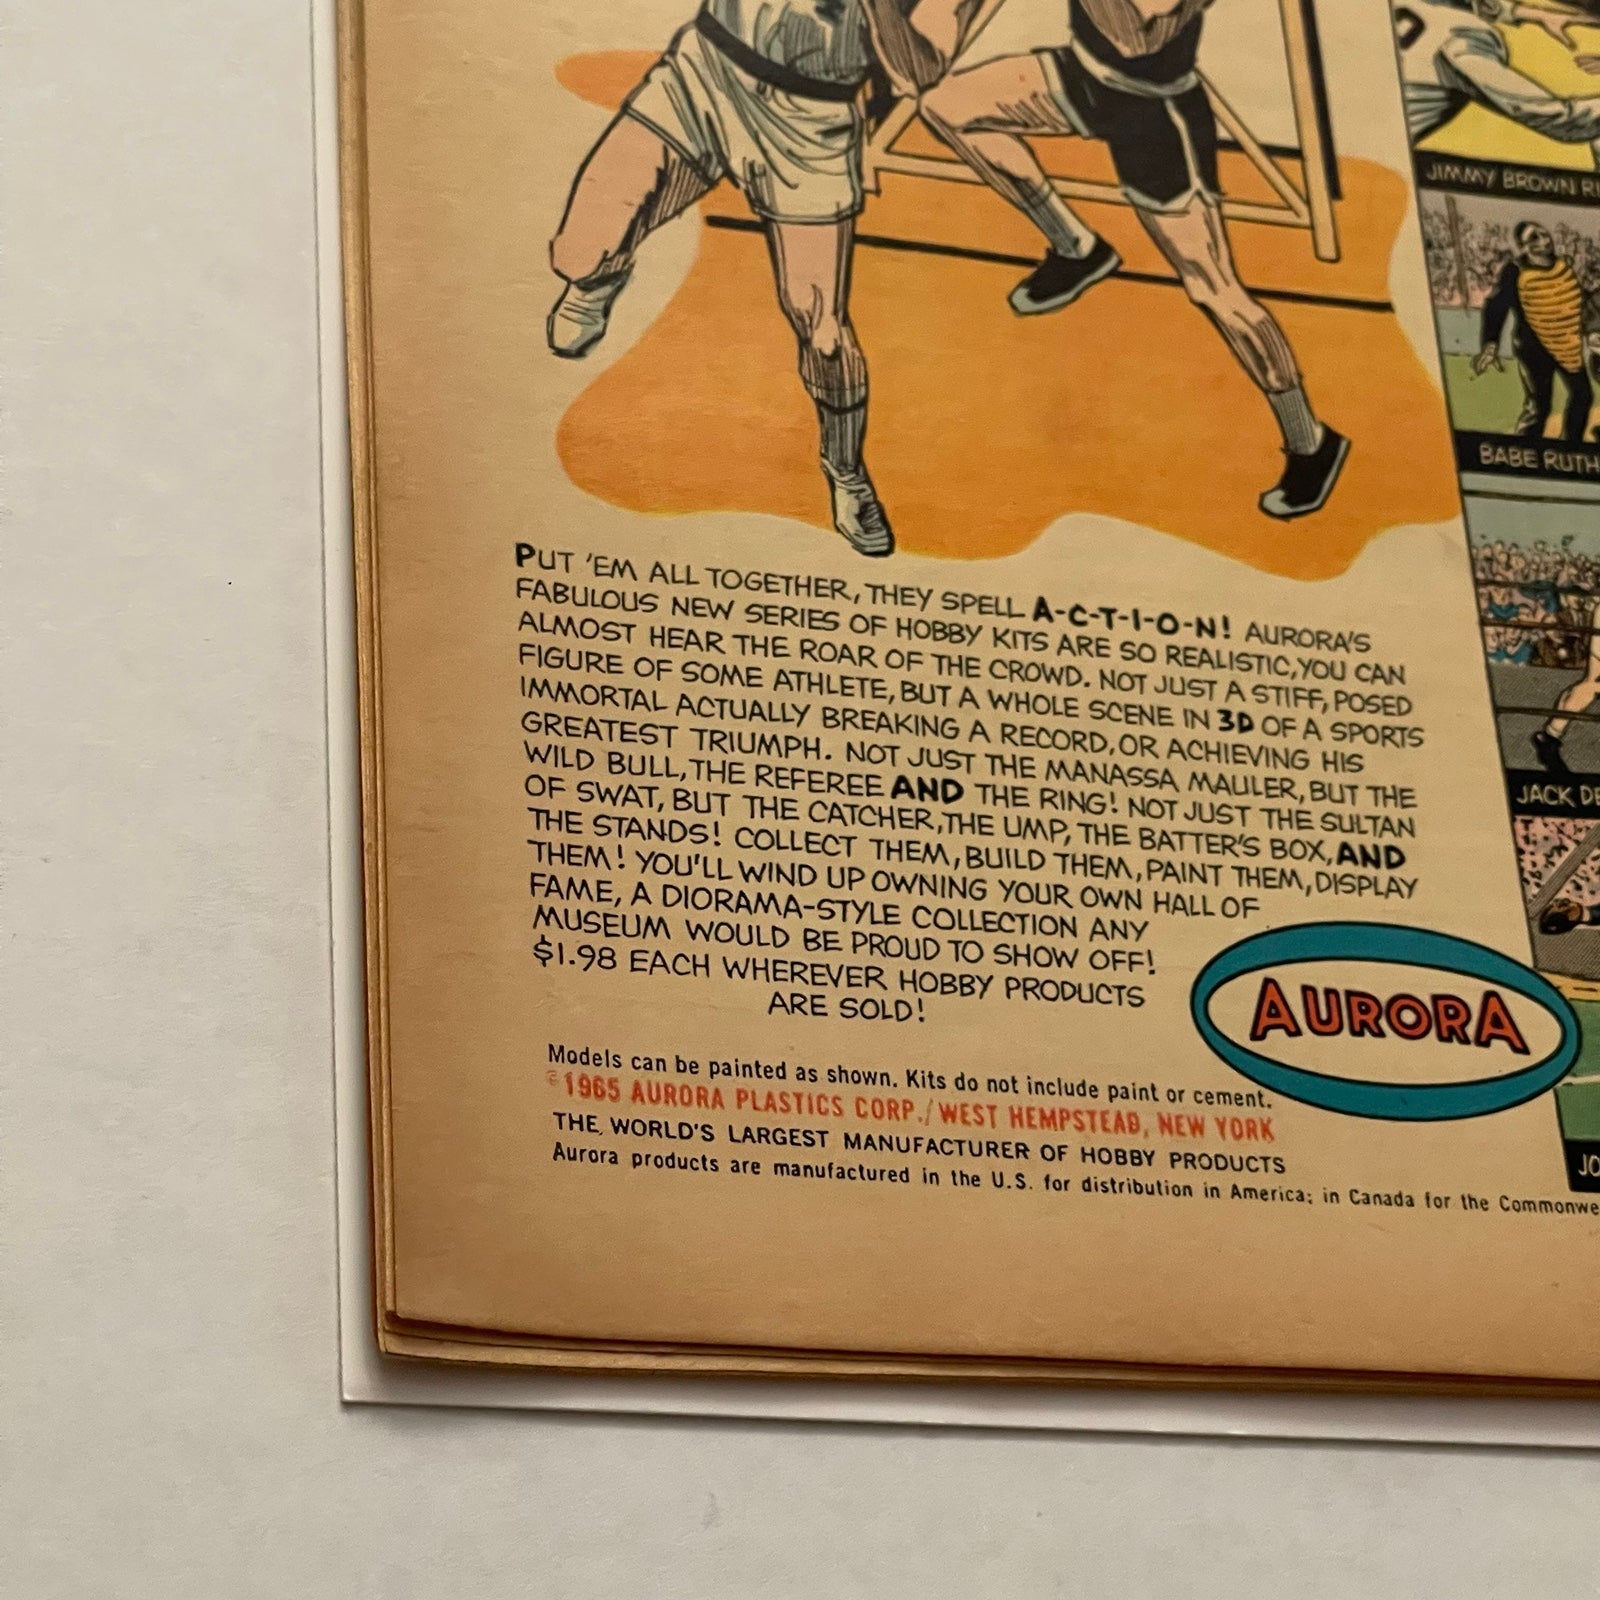 PUT 'EM ALL TOGETHER, THEY SPELL A-C-T-I-O-N! AURORA'S
FABULOUS NEW SERIES OF HOBBY KITS ARE SO REALISTIC, YOU CAN
ALMOST HEAR THE ROAR OF THE CROWD. NOT JUST A STIFF, POSED
FIGURE OF SOME ATHLETE, BUT A WHOLE SCENE IN 3D OF A SPORTS
IMMORTAL ACTUALLY BREAKING A RECORD, OR ACHIEVING HIS
GREATEST TRIUMPH. NOT JUST THE MANASSA MAULER, BUT THE
WILD BULL, THE REFEREE AND THE RING! NOT JUST THE SULTAN
OF SWAT, BUT THE CATCHER, THE UMP, THE BATTER'S BOX, AND
THE STANDS! COLLECT THEM, BUILD THEM, PAINT THEM, DISPLAY
THEM! YOU'LL WIND UP OWNING YOUR OWN HALL OF
FAME, A DIORAMA-STYLE COLLECTION ANY
MUSEUM WOULD BE PROUD TO SHOW OFF!
$1.98 EACH WHEREVER HOBBY PRODUCTS
ARE SOLD!
AURORA
Models can be painted as shown. Kits do not include paint or cement.
©1965 AURORA PLASTICS CORP./WEST HEMPSTEAD, NEW YORK
THE WORLD'S LARGEST MANUFACTURER OF HOBBY PRODUCTS
Aurora products are manufactured in the U.S. for distribution in America; in Canada for the Commonwe
JIMMY BROWN
BABE RUTH
JACK DE
JO